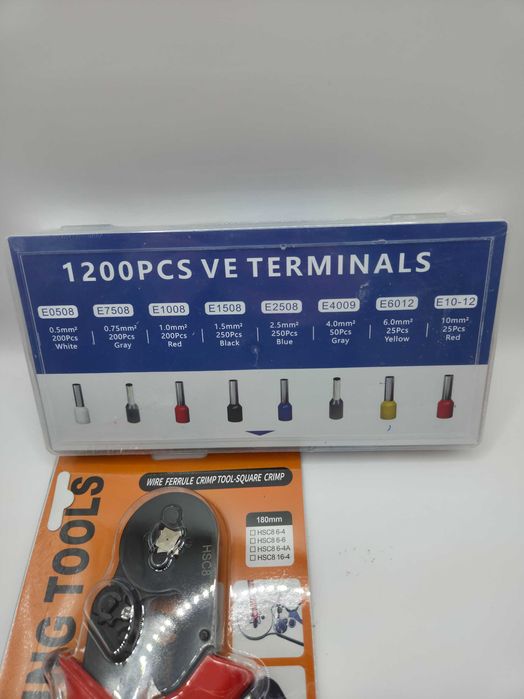 1200PCS VE TERMINALS
E0508 E7508 E1008 E1508 E2508 E4009 E6012 E10-12
0.5mm² 0.75mm² 1.0mm² 1.5mm² 2.5mm² 4.0mm² 6.0mm² 10mm²
200Pcs 200Pcs 200Pcs 250Pcs 250Pcs 50Pcs 25Pcs 25Pcs
White Gray Red Black Blue Gray Yellow Red
WIRE FERRULE CRIMP TOOL-SQUARE CRIMP
ING TOOLS
HSC8
180mm
HSC8 6-4
HSC8 6-6
HSC8 6-4A
HSC8 16-4